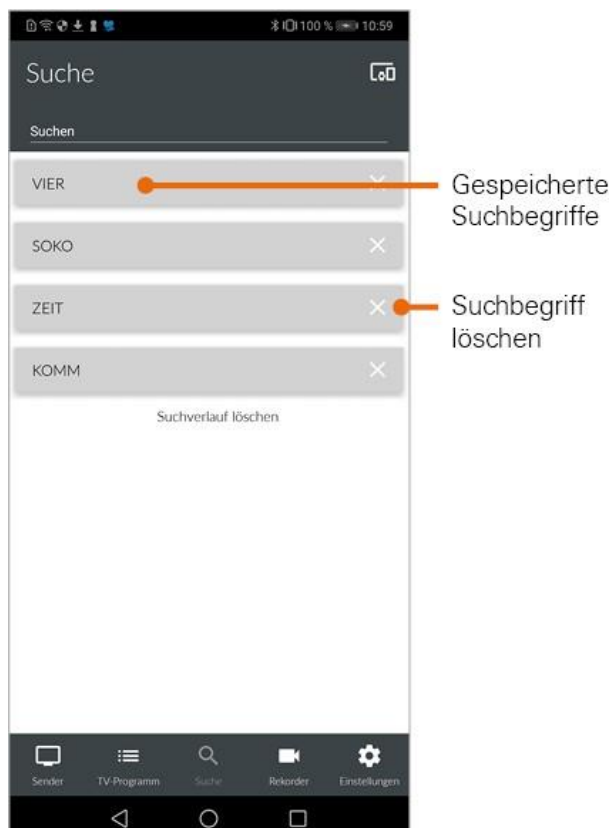 100 % 10:59
Suche
Suchen
VIER
Gespeicherte
Suchbegriffe
SOKO
ZEIT
Suchbegriff
löschen
KOMM
Suchverlauf löschen
Sender TV-Programm Suche Rekorder Einstellungen